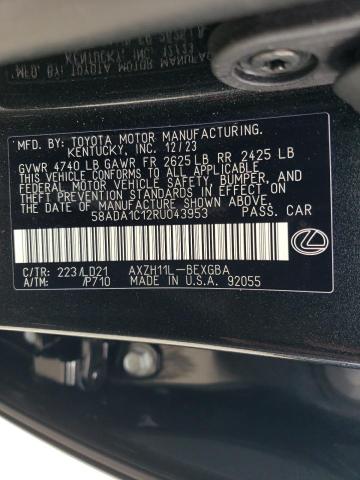 MFD. BY: TOYOTA MOTOR MANUFACTURING.
KENTUCKY, INC. 12/23
GVWR 4740 LB GAWR FR 2625 LB RR 2425 LB
THIS VEHICLE CONFORMS TO ALL APPLICABLE
FEDERAL MOTOR VEHICLE SAFETY, BUMPER, AND
THEFT PREVENTION STANDARDS IN EFFECT ON
THE DATE OF MANUFACTURE SHOWN ABOVE.
58ADA1C12RU043953 PASS. CAR
C/TR: 223/LD21 AXZH11L-BEXGBA
A/TM: /P710 MADE IN U.S.A. 92055